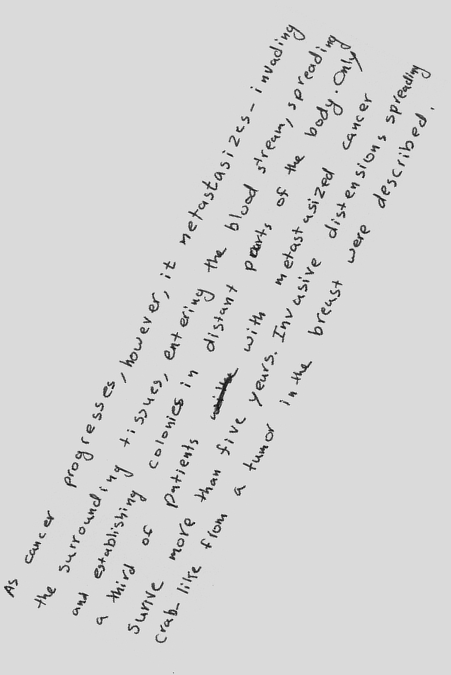 As cancer progresses, however, it metastasizes - invading
the surrounding tissues, entering the blood stream, spreading
and establishing colonies in distant parts of the body. Only
a third of patients with metastasized cancer
surive more than five years. Invasive distensions spreading
crab-like from a tumor in the breast were described.